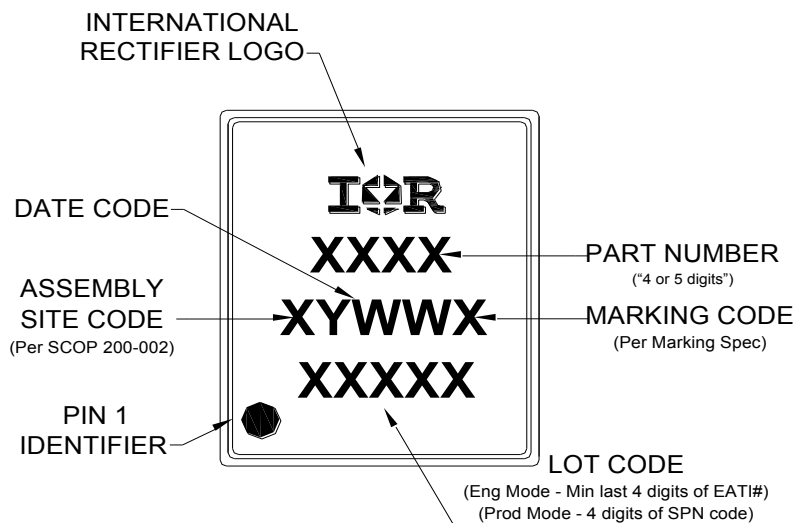 INTERNATIONAL
RECTIFIER LOGO
IOR
DATE CODE
XXXX
PART NUMBER
(“4 or 5 digits”)
ASSEMBLY
SITE CODE
(Per SCOP 200-002)
XYWWX
MARKING CODE
(Per Marking Spec)
XXXXX
PIN 1
IDENTIFIER
LOT CODE
(Eng Mode - Min last 4 digits of EATI#)
(Prod Mode - 4 digits of SPN code)